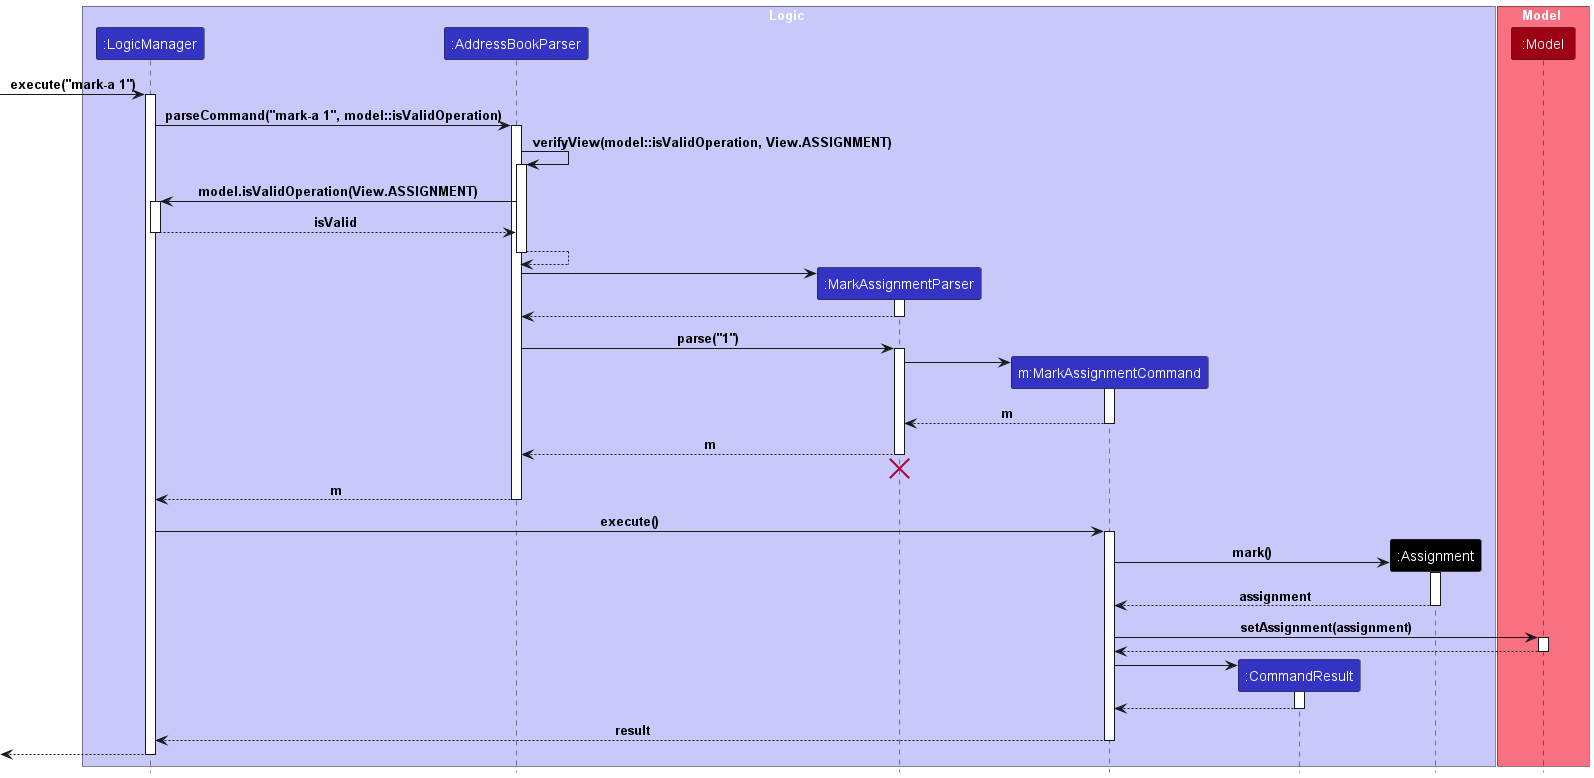 Logic
Model
:LogicManager
:AddressBookParser
:Model
execute("mark-a 1")
parseCommand("mark-a 1", model::isValidOperation)
verifyView(model::isValidOperation, View.ASSIGNMENT)
model.isValidOperation(View.ASSIGNMENT)
isValid
:MarkAssignmentParser
parse("1")
m:MarkAssignmentCommand
m
m
m
execute()
mark()
:Assignment
assignment
setAssignment(assignment)
:CommandResult
result